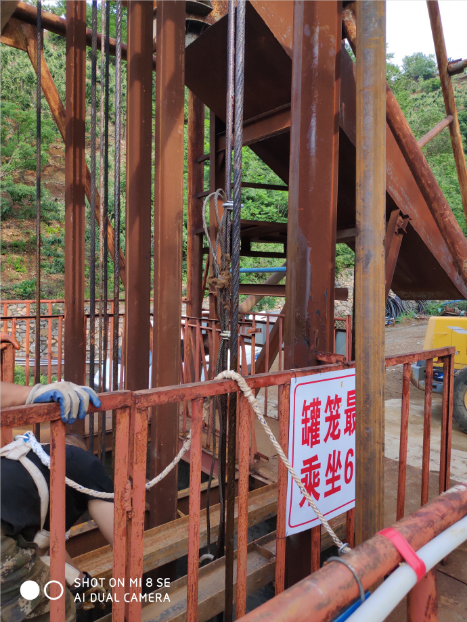 罐笼最
乘坐6
SHOT ON MI 8 SE
AI DUAL CAMERA